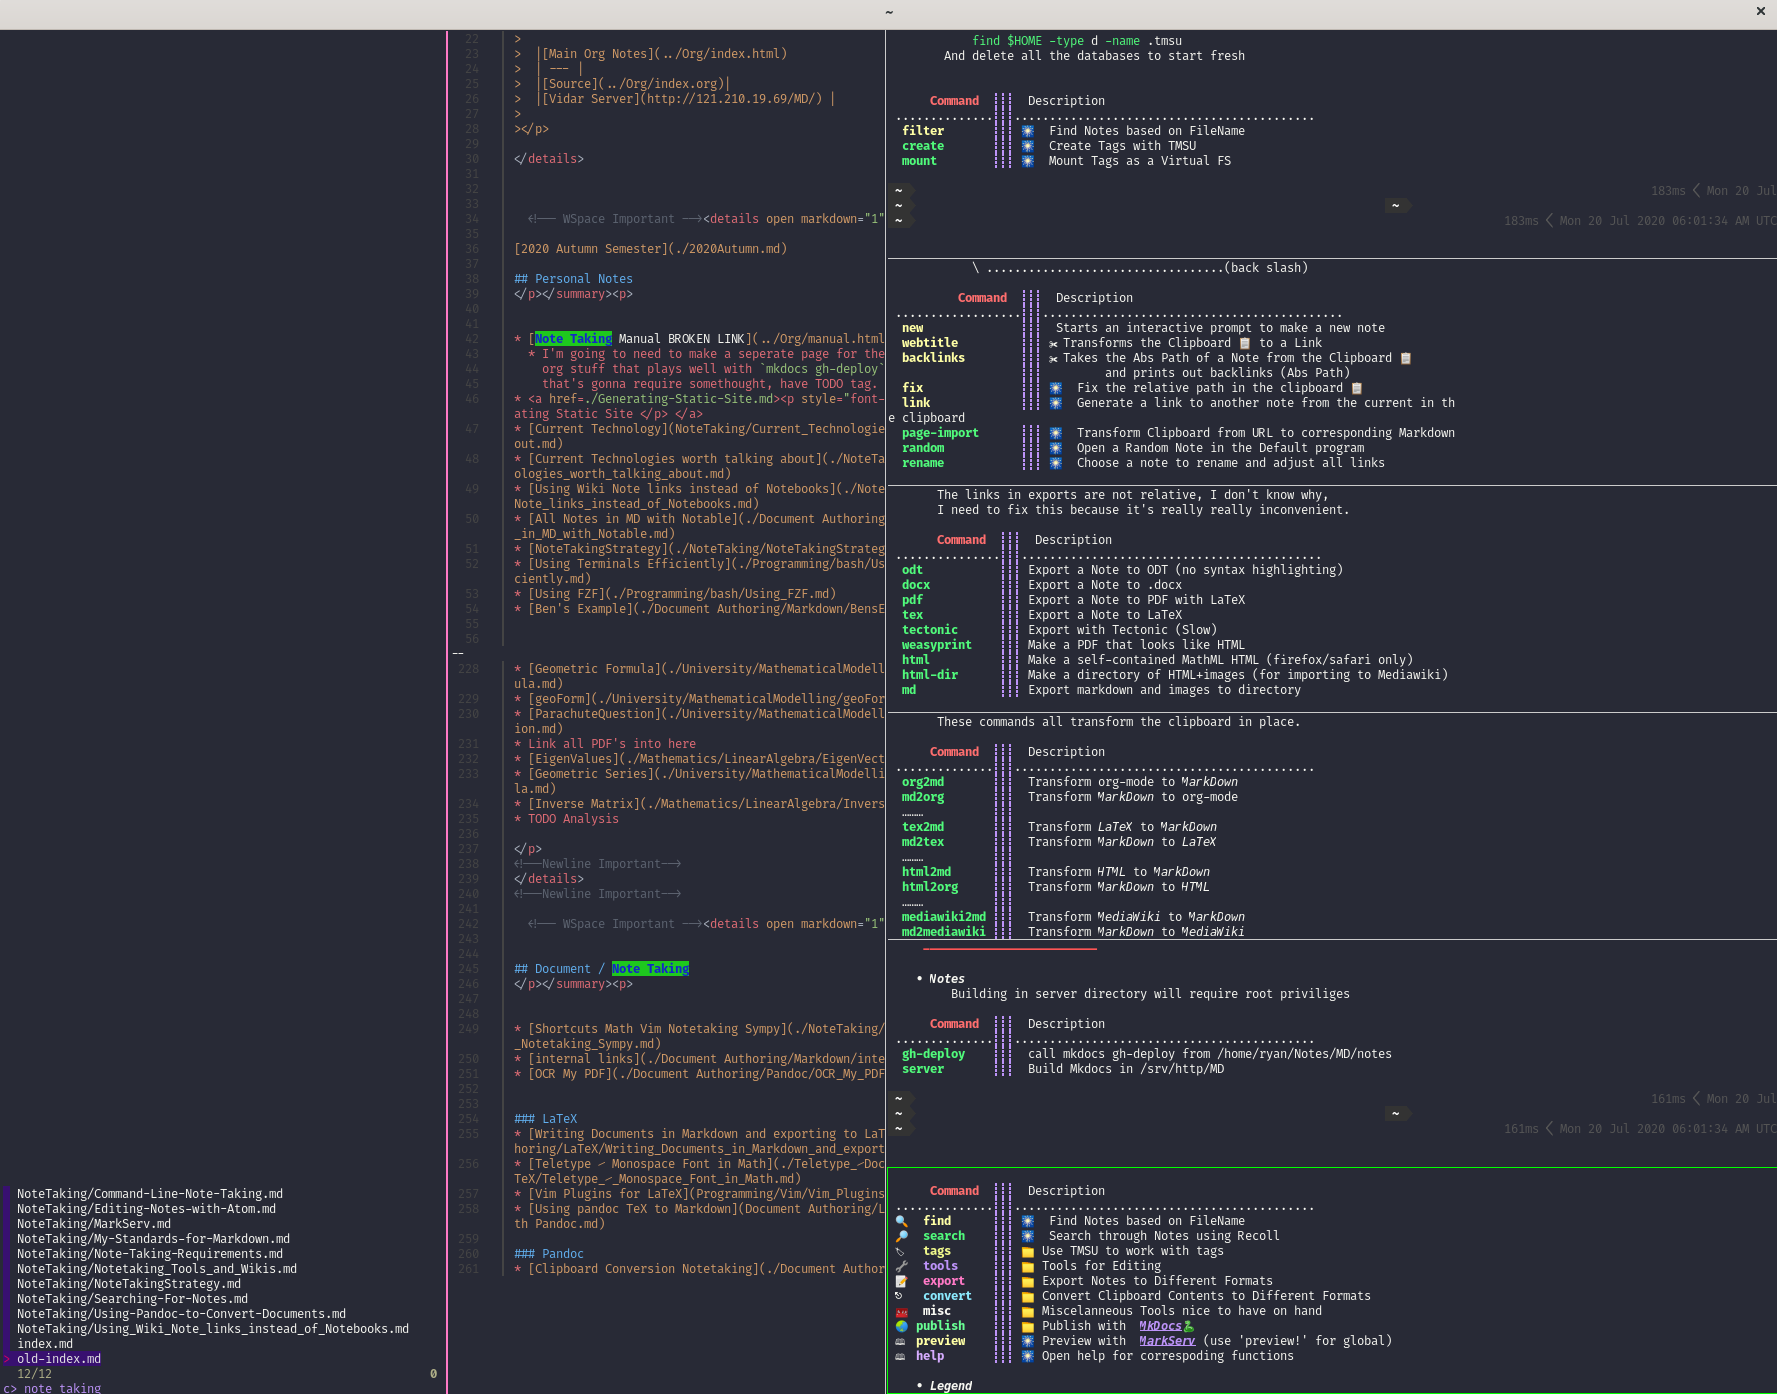 ~ ×
NoteTaking/Command-Line-Note-Taking.md
NoteTaking/Editing-Notes-with-Atom.md
NoteTaking/MarkServ.md
NoteTaking/My-Standards-for-Markdown.md
NoteTaking/Note-Taking-Requirements.md
NoteTaking/Notetaking_Tools_and_Wikis.md
NoteTaking/NoteTakingStrategy.md
NoteTaking/Searching-For-Notes.md
NoteTaking/Using-Pandoc-to-Convert-Documents.md
NoteTaking/Using_Wiki_Note_links_instead_of_Notebooks.md
index.md
> old-index.md
12/12 0
c> note taking
22 >
23 > |[Main Org Notes](../Org/index.html)
24 > | --- |
25 > |[Source](../Org/index.org)|
26 > |[Vidar Server](http://121.210.19.69/MD/) |
27 >
28 ></p>
29
30 </details>
31
32
33
34 <!-- WSpace Important --><details open markdown="1"
35
36 [2020 Autumn Semester](./2020Autumn.md)
37
38 ## Personal Notes
39 </p></summary><p>
40
41
42 * [Note Taking Manual BROKEN LINK](../Org/manual.html
43 * I'm going to need to make a seperate page for the
44 org stuff that plays well with `mkdocs gh-deploy`
45 that's gonna require somethought, have TODO tag.
46 * <a href=./Generating-Static-Site.md><p style="font-
ating Static Site </p> </a>
47 * [Current Technology](NoteTaking/Current_Technologie
out.md)
48 * [Current Technologies worth talking about](./NoteTa
ologies_worth_talking_about.md)
49 * [Using Wiki Note links instead of Notebooks](./Note
Note_links_instead_of_Notebooks.md)
50 * [All Notes in MD with Notable](./Document Authoring
_in_MD_with_Notable.md)
51 * [NoteTakingStrategy](./NoteTaking/NoteTakingStrateg
52 * [Using Terminals Efficiently](./Programming/bash/Us
ciently.md)
53 * [Using FZF](./Programming/bash/Using_FZF.md)
54 * [Ben's Example](./Document Authoring/Markdown/BensE
55
56
--
228 * [Geometric Formula](./University/MathematicalModell
ula.md)
229 * [geoForm](./University/MathematicalModelling/geoFor
230 * [ParachuteQuestion](./University/MathematicalModell
ion.md)
231 * Link all PDF's into here
232 * [EigenValues](./Mathematics/LinearAlgebra/EigenVect
233 * [Geometric Series](./University/MathematicalModelli
la.md)
234 * [Inverse Matrix](./Mathematics/LinearAlgebra/Invers
235 * TODO Analysis
236
237 </p>
238 <!--Newline Important-->
239 </details>
240 <!--Newline Important-->
241
242 <!-- WSpace Important --><details open markdown="1"
243
244
245 ## Document / Note Taking
246 </p></summary><p>
247
248
249 * [Shortcuts Math Vim Notetaking Sympy](./NoteTaking/
_Notetaking_Sympy.md)
250 * [internal links](./Document Authoring/Markdown/inte
251 * [OCR My PDF](./Document Authoring/Pandoc/OCR_My_PDF
252
253
254 ### LaTeX
255 * [Writing Documents in Markdown and exporting to LaT
horing/LaTeX/Writing_Documents_in_Markdown_and_export
256 * [Teletype - Monospace Font in Math](./Teletype_-Doc
TeX/Teletype_-_Monospace_Font_in_Math.md)
257 * [Vim Plugins for LaTeX](Programming/Vim/Vim_Plugins
258 * [Using pandoc TeX to Markdown](Document Authoring/L
th Pandoc.md)
259
260 ### Pandoc
261 * [Clipboard Conversion Notetaking](./Document Author
find $HOME -type d -name .tmsu
And delete all the databases to start fresh
Command Description
filter Find Notes based on FileName
create Create Tags with TMSU
mount Mount Tags as a Virtual FS
~ 183ms < Mon 20 Jul
~ ~
~ 183ms < Mon 20 Jul 2020 06:01:34 AM UTC
\ ..................................(back slash)
Command Description
new Starts an interactive prompt to make a new note
webtitle Transforms the Clipboard 📋 to a Link
backlinks Takes the Abs Path of a Note from the Clipboard 📋
and prints out backlinks (Abs Path)
fix Fix the relative path in the clipboard 📋
link Generate a link to another note from the current in th
e clipboard
page-import Transform Clipboard from URL to corresponding Markdown
random Open a Random Note in the Default program
rename Choose a note to rename and adjust all links
The links in exports are not relative, I don't know why,
I need to fix this because it's really really inconvenient.
Command Description
odt Export a Note to ODT (no syntax highlighting)
docx Export a Note to .docx
pdf Export a Note to PDF with LaTeX
tex Export a Note to LaTeX
tectonic Export with Tectonic (Slow)
weasyprint Make a PDF that looks like HTML
html Make a self-contained MathML HTML (firefox/safari only)
html-dir Make a directory of HTML+images (for importing to Mediawiki)
md Export markdown and images to directory
These commands all transform the clipboard in place.
Command Description
org2md Transform org-mode to MarkDown
md2org Transform MarkDown to org-mode
………
tex2md Transform LaTeX to MarkDown
md2tex Transform MarkDown to LaTeX
………
html2md Transform HTML to MarkDown
html2org Transform MarkDown to HTML
………
mediawiki2md Transform MediaWiki to MarkDown
md2mediawiki Transform MarkDown to MediaWiki
• Notes
Building in server directory will require root priviliges
Command Description
gh-deploy call mkdocs gh-deploy from /home/ryan/Notes/MD/notes
server Build Mkdocs in /srv/http/MD
~ 161ms < Mon 20 Jul
~ ~
~ 161ms < Mon 20 Jul 2020 06:01:34 AM UTC
Command Description
find Find Notes based on FileName
search Search through Notes using Recoll
tags Use TMSU to work with tags
tools Tools for Editing
export Export Notes to Different Formats
convert Convert Clipboard Contents to Different Formats
misc Miscelanneous Tools nice to have on hand
publish Publish with MkDocs
preview Preview with MarkServ (use 'preview!' for global)
help Open help for correspoding functions
• Legend